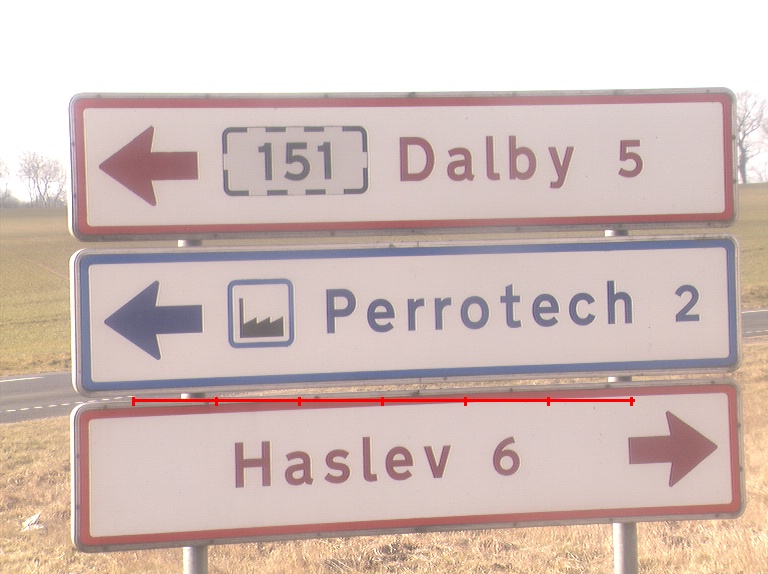 151 Dalby 5
Perrotech 2
Haslev 6